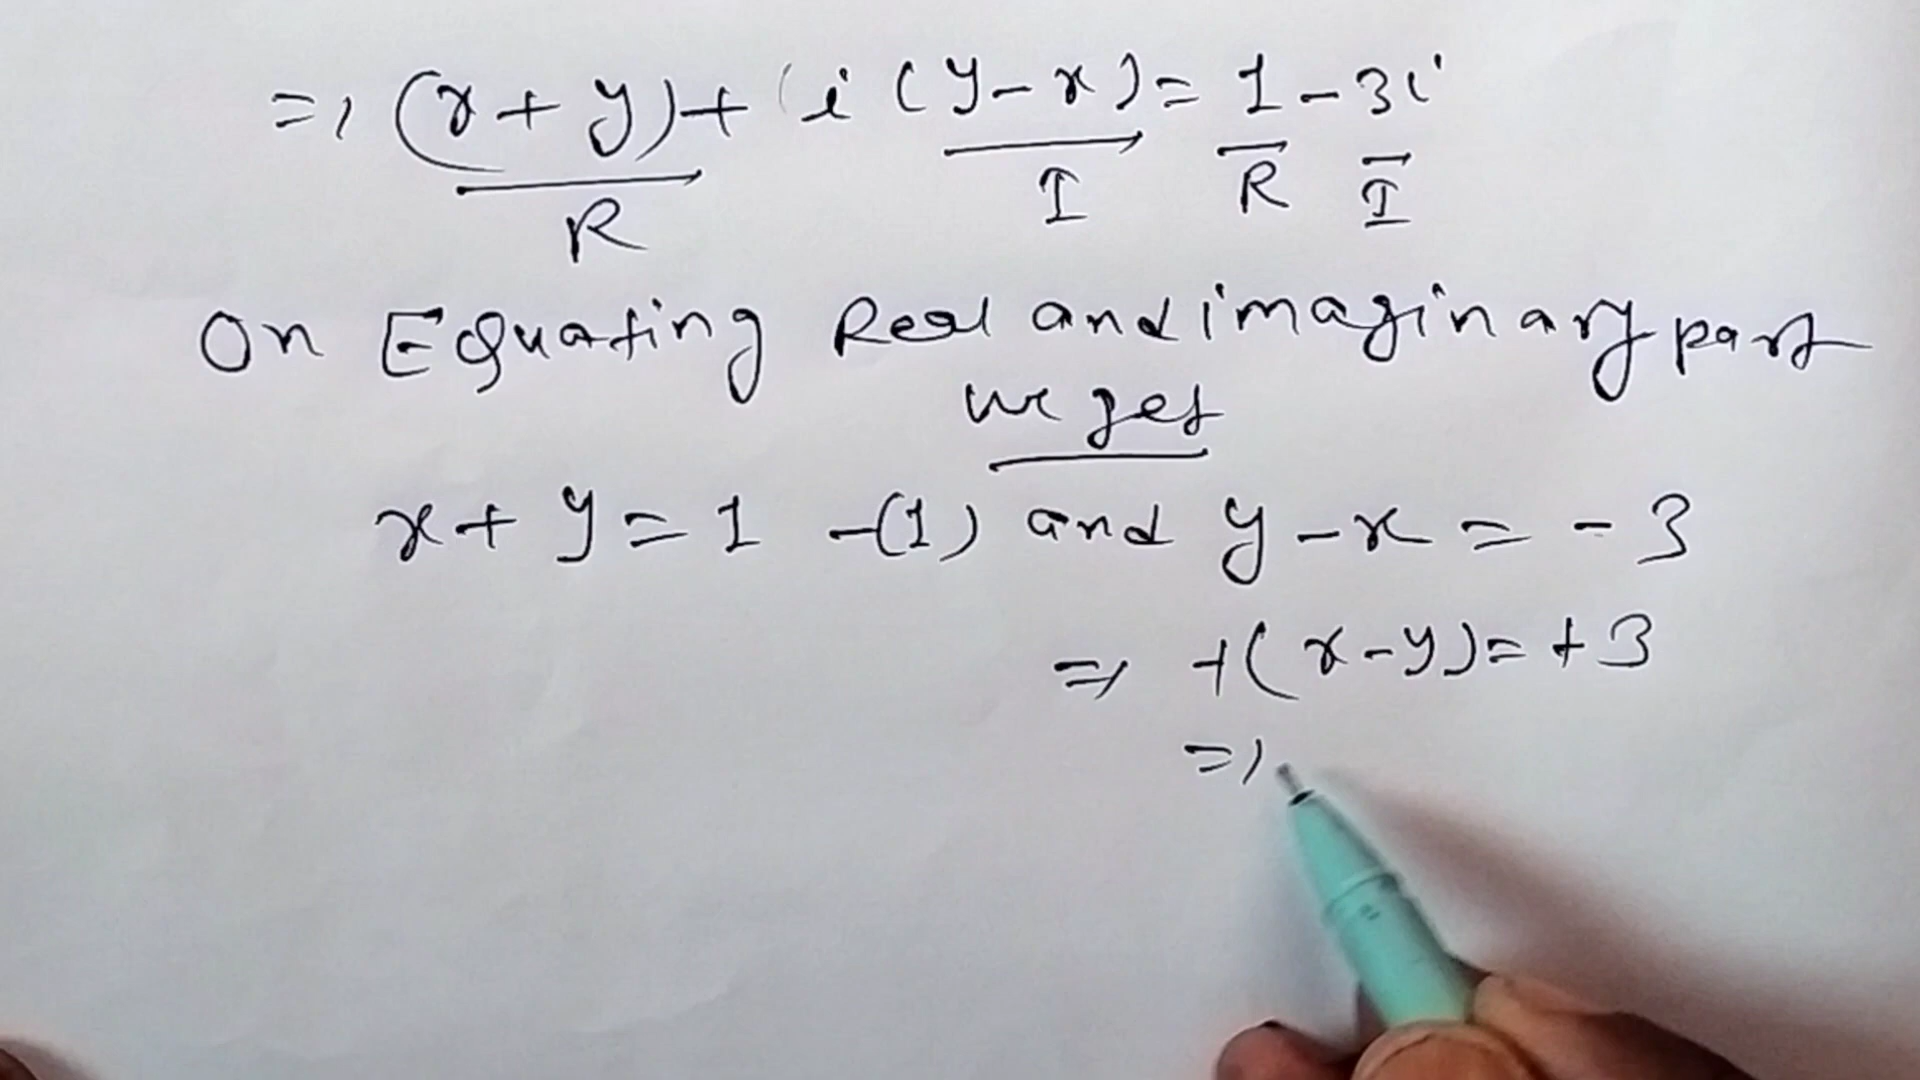 => (x + y) + i (y - x) = 1 - 3i
R I R I
On Equating Real and imaginary part
we get
x + y = 1 -(1) and y - x = - 3
=> +(x - y) = + 3
=>